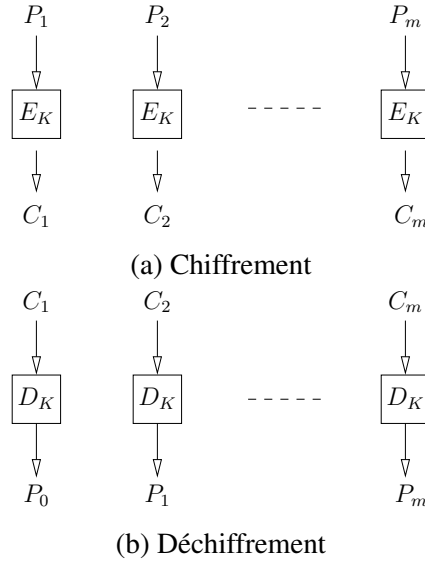 P₁ P₂ Pₘ
E_K E_K - - - - - E_K
C₁ C₂ Cₘ
(a) Chiffrement
C₁ C₂ Cₘ
D_K D_K - - - - - D_K
P₀ P₁ Pₘ
(b) Déchiffrement